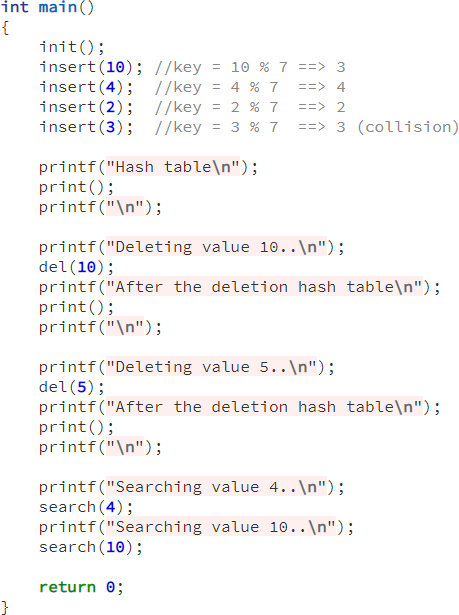 int main()
{
    init();
    insert(10); //key = 10 % 7 ==> 3
    insert(4);  //key = 4 % 7  ==> 4
    insert(2);  //key = 2 % 7  ==> 2
    insert(3);  //key = 3 % 7  ==> 3 (collision)

    printf("Hash table\n");
    print();
    printf("\n");

    printf("Deleting value 10..\n");
    del(10);
    printf("After the deletion hash table\n");
    print();
    printf("\n");

    printf("Deleting value 5..\n");
    del(5);
    printf("After the deletion hash table\n");
    print();
    printf("\n");

    printf("Searching value 4..\n");
    search(4);
    printf("Searching value 10..\n");
    search(10);

    return 0;
}